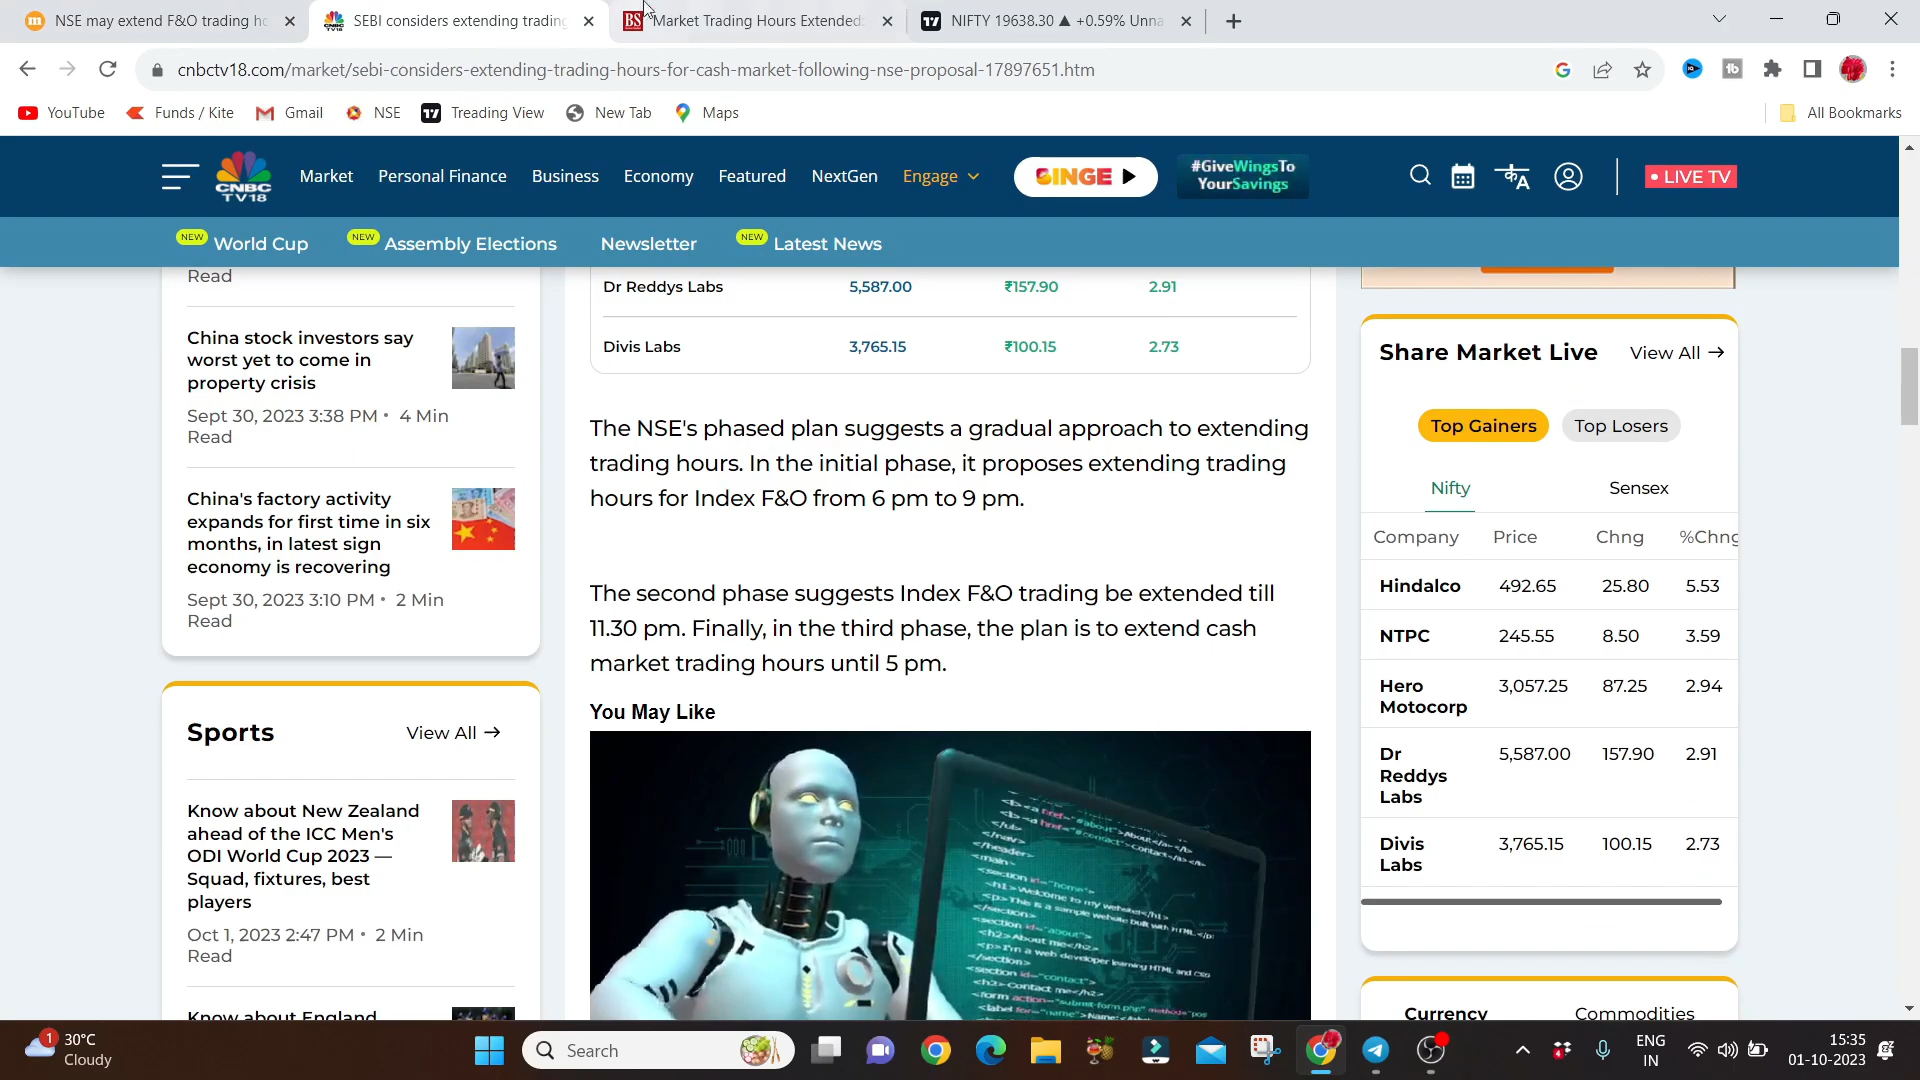 NSE may extend F&O trading ho
SEBI considers extending trading
BS Market Trading Hours Extended:
NIFTY 19638.30 ▲ +0.59% Unna
cnbctv18.com/market/sebi-considers-extending-trading-hours-for-cash-market-following-nse-proposal-17897651.htm
YouTube
Funds / Kite
Gmail
NSE
Treading View
New Tab
Maps
All Bookmarks
CNBC
TV18
Market
Personal Finance
Business
Economy
Featured
NextGen
Engage
BINGE
#GiveWingsTo
YourSavings
• LIVE TV
NEW World Cup
NEW Assembly Elections
Newsletter
NEW Latest News
Read
China stock investors say
worst yet to come in
property crisis
Sept 30, 2023 3:38 PM • 4 Min
Read
China's factory activity
expands for first time in six
months, in latest sign
economy is recovering
Sept 30, 2023 3:10 PM • 2 Min
Read
Sports
View All →
Know about New Zealand
ahead of the ICC Men's
ODI World Cup 2023 —
Squad, fixtures, best
players
Oct 1, 2023 2:47 PM • 2 Min
Read
Know about England
Dr Reddys Labs 5,587.00 ₹157.90 2.91
Divis Labs 3,765.15 ₹100.15 2.73
The NSE's phased plan suggests a gradual approach to extending
trading hours. In the initial phase, it proposes extending trading
hours for Index F&O from 6 pm to 9 pm.
The second phase suggests Index F&O trading be extended till
11.30 pm. Finally, in the third phase, the plan is to extend cash
market trading hours until 5 pm.
You May Like
Share Market Live
View All →
Top Gainers
Top Losers
Nifty
Sensex
Company Price Chng %Chng
Hindalco 492.65 25.80 5.53
NTPC 245.55 8.50 3.59
Hero
Motocorp 3,057.25 87.25 2.94
Dr
Reddys
Labs 5,587.00 157.90 2.91
Divis
Labs 3,765.15 100.15 2.73
Currency
Commodities
1
30°C
Cloudy
Search
ENG
IN
15:35
01-10-2023